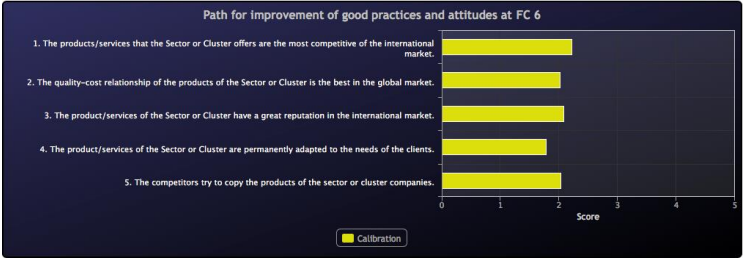 Path for improvement of good practices and attitudes at FC 6
1. The products/services that the Sector or Cluster offers are the most competitive of the international
market.
2. The quality-cost relationship of the products of the Sector or Cluster is the best in the global market.
3. The product/services of the Sector or Cluster have a great reputation in the international market.
4. The product/services of the Sector or Cluster are permanently adapted to the needs of the clients.
5. The competitors try to copy the products of the sector or cluster companies.
0 1 2 3 4 5
Score
Calibration